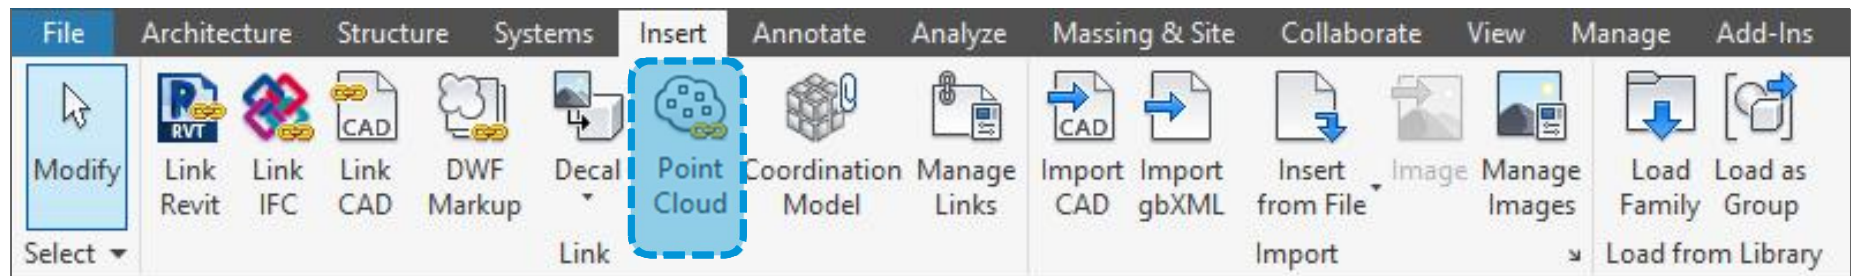 File Architecture Structure Systems Insert Annotate Analyze Massing & Site Collaborate View Manage Add-Ins
R RVT CAD CAD
Modify Link Link Link DWF Decal Point Coordination Manage Import Import Insert Image Manage Load Load as
Revit IFC CAD Markup Cloud Model Links CAD gbXML from File Images Family Group
Select Link Import Load from Library